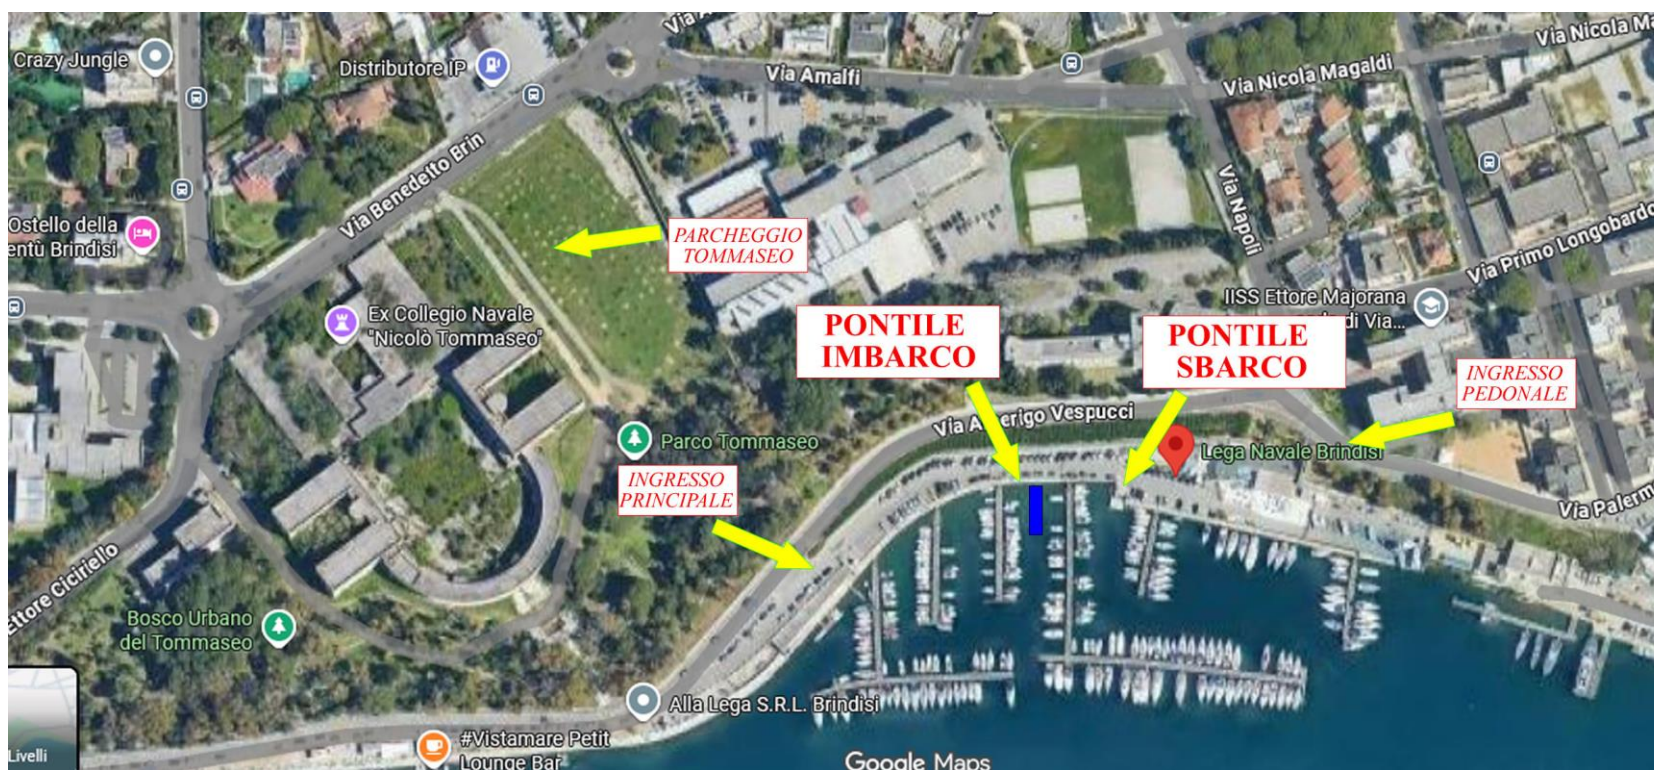 Via A
Via Nicola Ma
Crazy Jungle
Distributore IP
Via Amalfi
Via Nicola Magaldi
Via Benedetto Brin
Via Napoli
Ostello della
entù Brindisi
PARCHEGGIO
TOMMASEO
Via Primo Longobardo
Ex Collegio Navale
"Nicolò Tommaseo"
IISS Ettore Majorana
di Via...
PONTILE
IMBARCO
PONTILE
SBARCO
INGRESSO
PEDONALE
Via Amerigo Vespucci
Parco Tommaseo
Lega Navale Brindisi
INGRESSO
PRINCIPALE
Via Palerm
Ettore Ciciriello
Bosco Urbano
del Tommaseo
Alla Lega S.R.L. Brindisi
#Vistamare Petit
Lounge Bar
Livelli
Google Maps